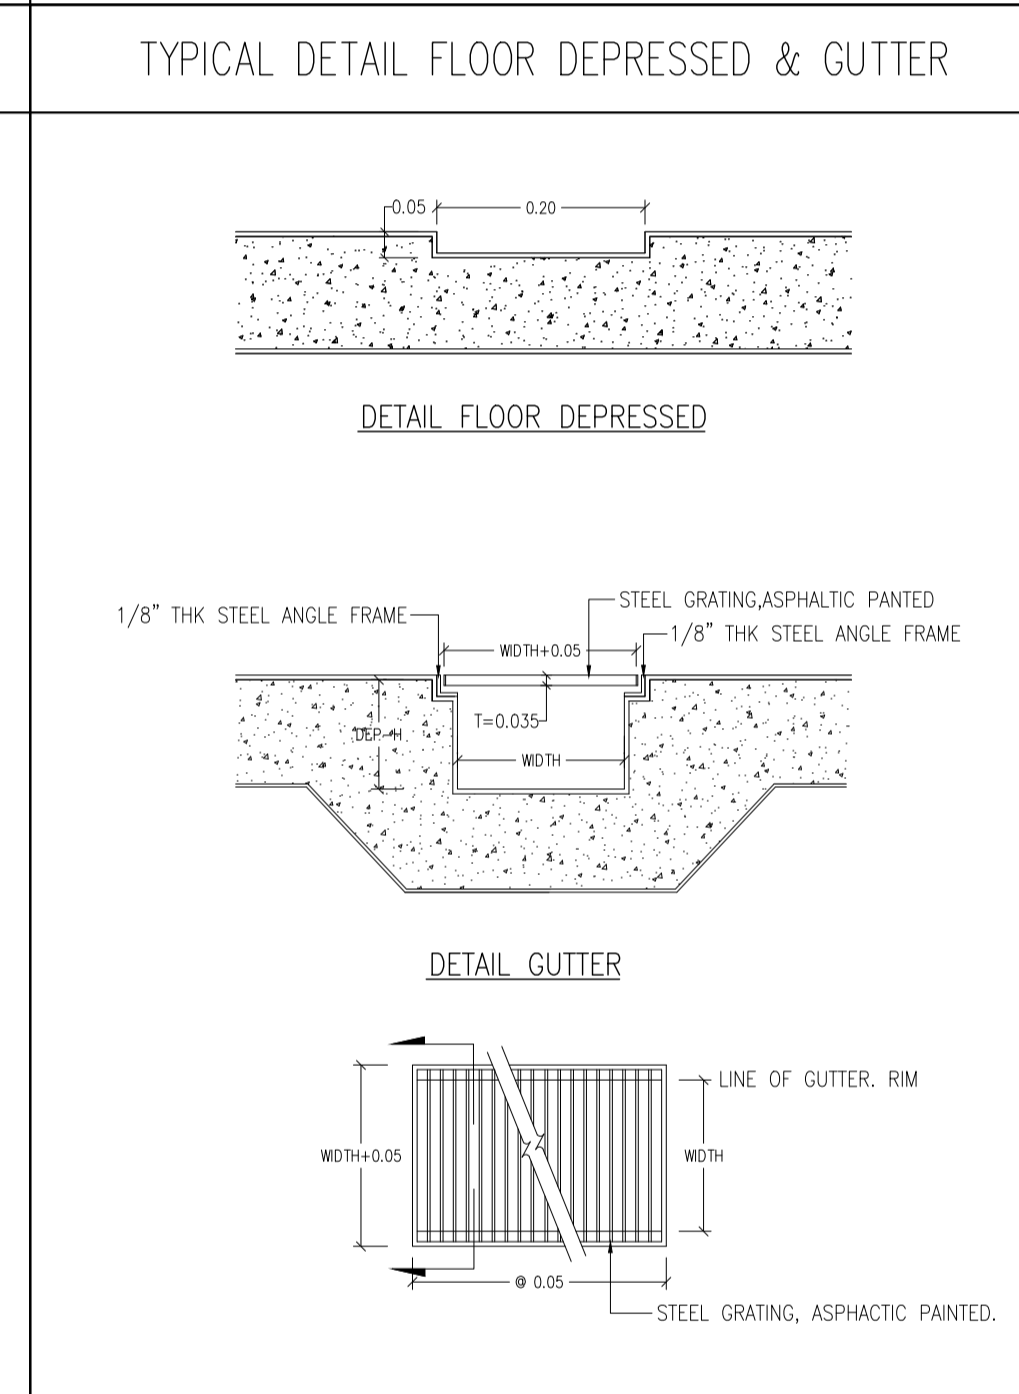 TYPICAL DETAIL FLOOR DEPRESSED & GUTTER
0.05
0.20
DETAIL FLOOR DEPRESSED
1/8" THK STEEL ANGLE FRAME
STEEL GRATING,ASPHALTIC PANTED
1/8" THK STEEL ANGLE FRAME
WIDTH+0.05
T=0.035
DEP.-H
WIDTH
DETAIL GUTTER
LINE OF GUTTER. RIM
WIDTH+0.05
WIDTH
@ 0.05
STEEL GRATING, ASPHACTIC PAINTED.